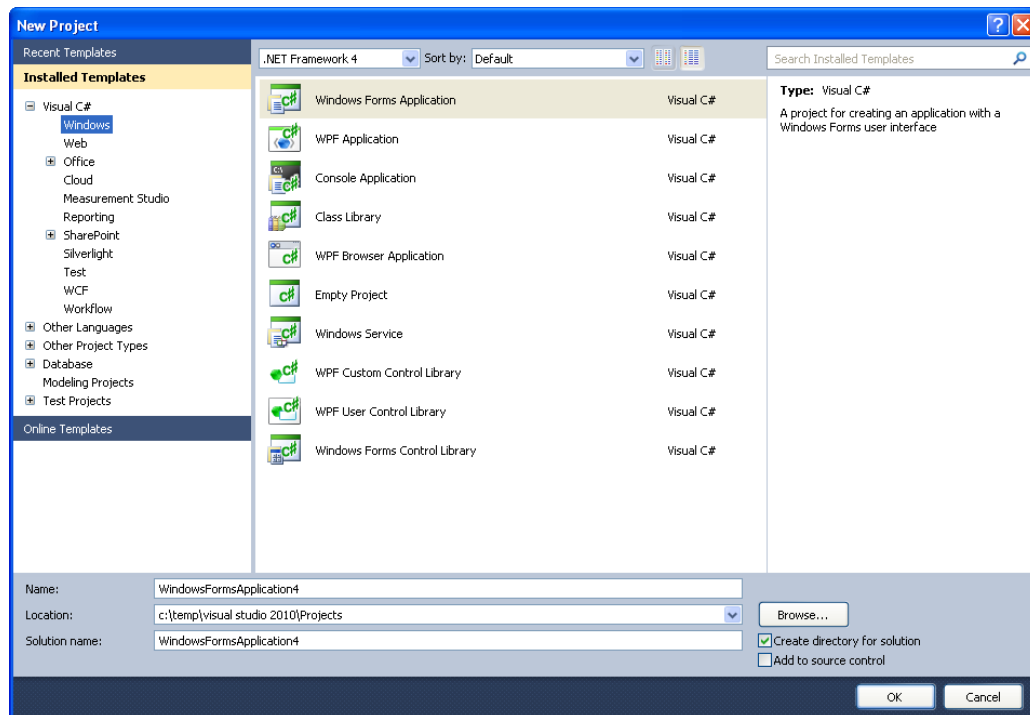 New Project
Recent Templates
Installed Templates
Visual C#
Windows
Web
Office
Cloud
Measurement Studio
Reporting
SharePoint
Silverlight
Test
WCF
Workflow
Other Languages
Other Project Types
Database
Modeling Projects
Test Projects
Online Templates
.NET Framework 4 Sort by: Default
Windows Forms Application Visual C#
WPF Application Visual C#
Console Application Visual C#
Class Library Visual C#
WPF Browser Application Visual C#
Empty Project Visual C#
Windows Service Visual C#
WPF Custom Control Library Visual C#
WPF User Control Library Visual C#
Windows Forms Control Library Visual C#
Search Installed Templates
Type: Visual C#
A project for creating an application with a
Windows Forms user interface
Name: WindowsFormsApplication4
Location: c:\temp\visual studio 2010\Projects Browse...
Solution name: WindowsFormsApplication4
Create directory for solution
Add to source control
OK Cancel